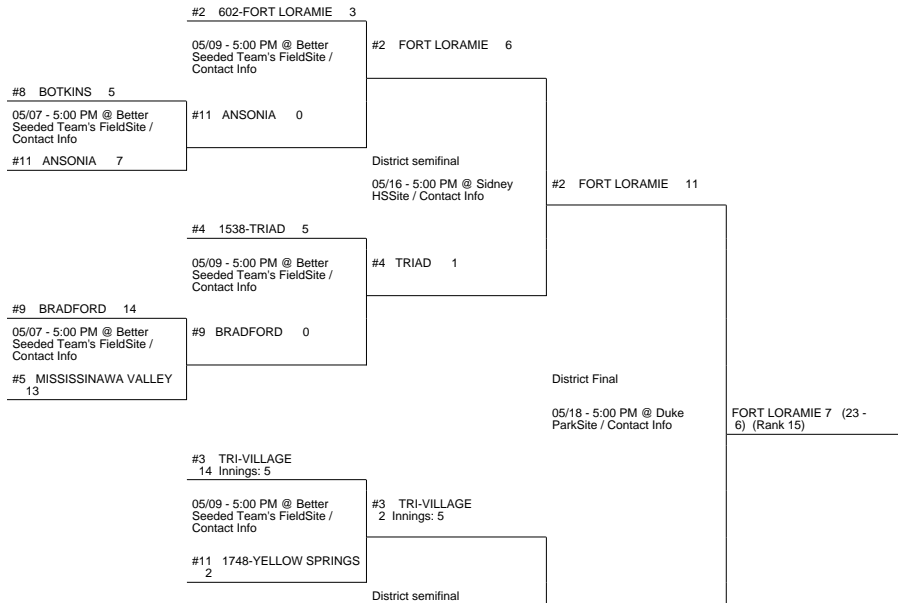 #2 602-FORT LORAMIE 3
05/09 - 5:00 PM @ Better
Seeded Team's FieldSite /
Contact Info
#2 FORT LORAMIE 6
#8 BOTKINS 5
05/07 - 5:00 PM @ Better
Seeded Team's FieldSite /
Contact Info
#11 ANSONIA 0
#11 ANSONIA 7
District semifinal
05/16 - 5:00 PM @ Sidney
HSSite / Contact Info
#2 FORT LORAMIE 11
#4 1538-TRIAD 5
05/09 - 5:00 PM @ Better
Seeded Team's FieldSite /
Contact Info
#4 TRIAD 1
#9 BRADFORD 14
05/07 - 5:00 PM @ Better
Seeded Team's FieldSite /
Contact Info
#9 BRADFORD 0
#5 MISSISSINAWA VALLEY
13
District Final
05/18 - 5:00 PM @ Duke
ParkSite / Contact Info
FORT LORAMIE 7 (23 -
6) (Rank 15)
#3 TRI-VILLAGE
14 Innings: 5
05/09 - 5:00 PM @ Better
Seeded Team's FieldSite /
Contact Info
#3 TRI-VILLAGE
2 Innings: 5
#11 1748-YELLOW SPRINGS
2
District semifinal